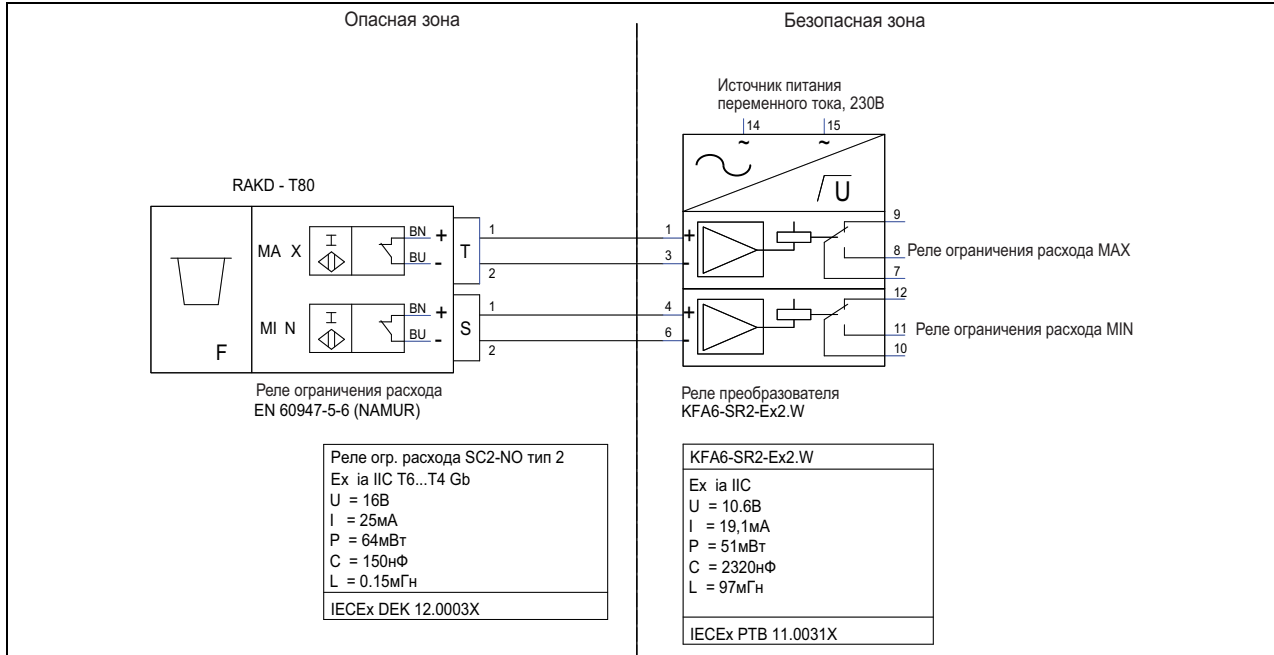 Опасная зона
Безопасная зона
Источник питания
переменного тока, 230В
14
15
~
~
U
RAKD - T80
MA X
I
BN +
BU -
T
1
2
MI N
I
BN +
BU -
S
1
2
F
1 +
3 -
9
8 Реле ограничения расхода MAX
7
4 +
6 -
12
11 Реле ограничения расхода MIN
10
Реле ограничения расхода
EN 60947-5-6 (NAMUR)
Реле преобразователя
KFA6-SR2-Ex2.W
Реле огр. расхода SC2-NO тип 2
Ex ia IIC T6...T4 Gb
U = 16В
I = 25мА
P = 64мВт
C = 150нФ
L = 0.15мГн
IECEx DEK 12.0003X
KFA6-SR2-Ex2.W
Ex ia IIC
U = 10.6В
I = 19,1мА
P = 51мВт
C = 2320нФ
L = 97мГн
IECEx PTB 11.0031X